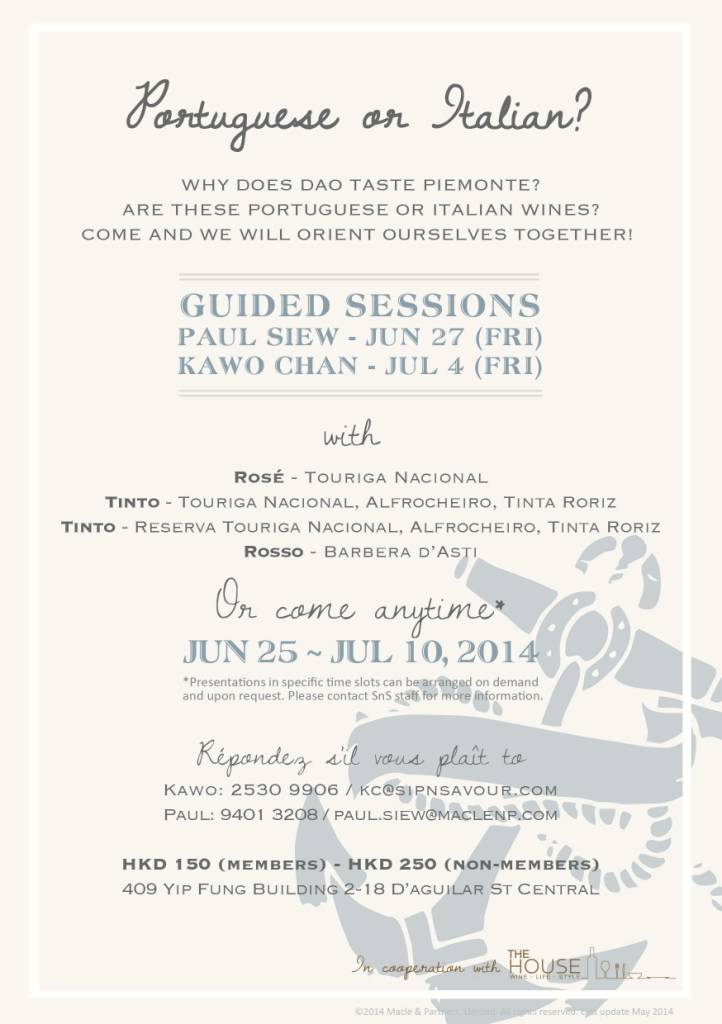 Portuguese or Italian?
WHY DOES DAO TASTE PIEMONTE?
ARE THESE PORTUGUESE OR ITALIAN WINES?
COME AND WE WILL ORIENT OURSELVES TOGETHER!
GUIDED SESSIONS
PAUL SIEW - JUN 27 (FRI)
KAWO CHAN - JUL 4 (FRI)
with
ROSÉ - TOURIGA NACIONAL
TINTO - TOURIGA NACIONAL, ALFROCHEIRO, TINTA RORIZ
TINTO - RESERVA TOURIGA NACIONAL, ALFROCHEIRO, TINTA RORIZ
ROSSO - BARBERA D'ASTI
Or come anytime*
JUN 25 ~ JUL 10, 2014
*Presentations in specific time slots can be arranged on demand
and upon request. Please contact SnS staff for more information.
Répondez s'il vous plaît to
KAWO: 2530 9906 / KC@SIPNSAVOUR.COM
PAUL: 9401 3208 / PAUL.SIEW@MACLENP.COM
HKD 150 (MEMBERS) - HKD 250 (NON-MEMBERS)
409 YIP FUNG BUILDING 2-18 D'AGUILAR ST CENTRAL
In cooperation with THE HOUSE
WINE · LIFE · STYLE
©2014 Macle & Partners, Limited. All rights reserved. Last update May 2014